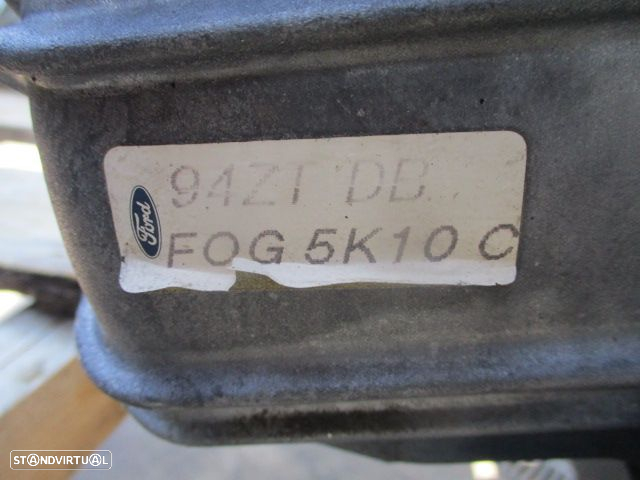 94ZT DB
Ford
FOG 5K10 C
STANDVIRTUAL